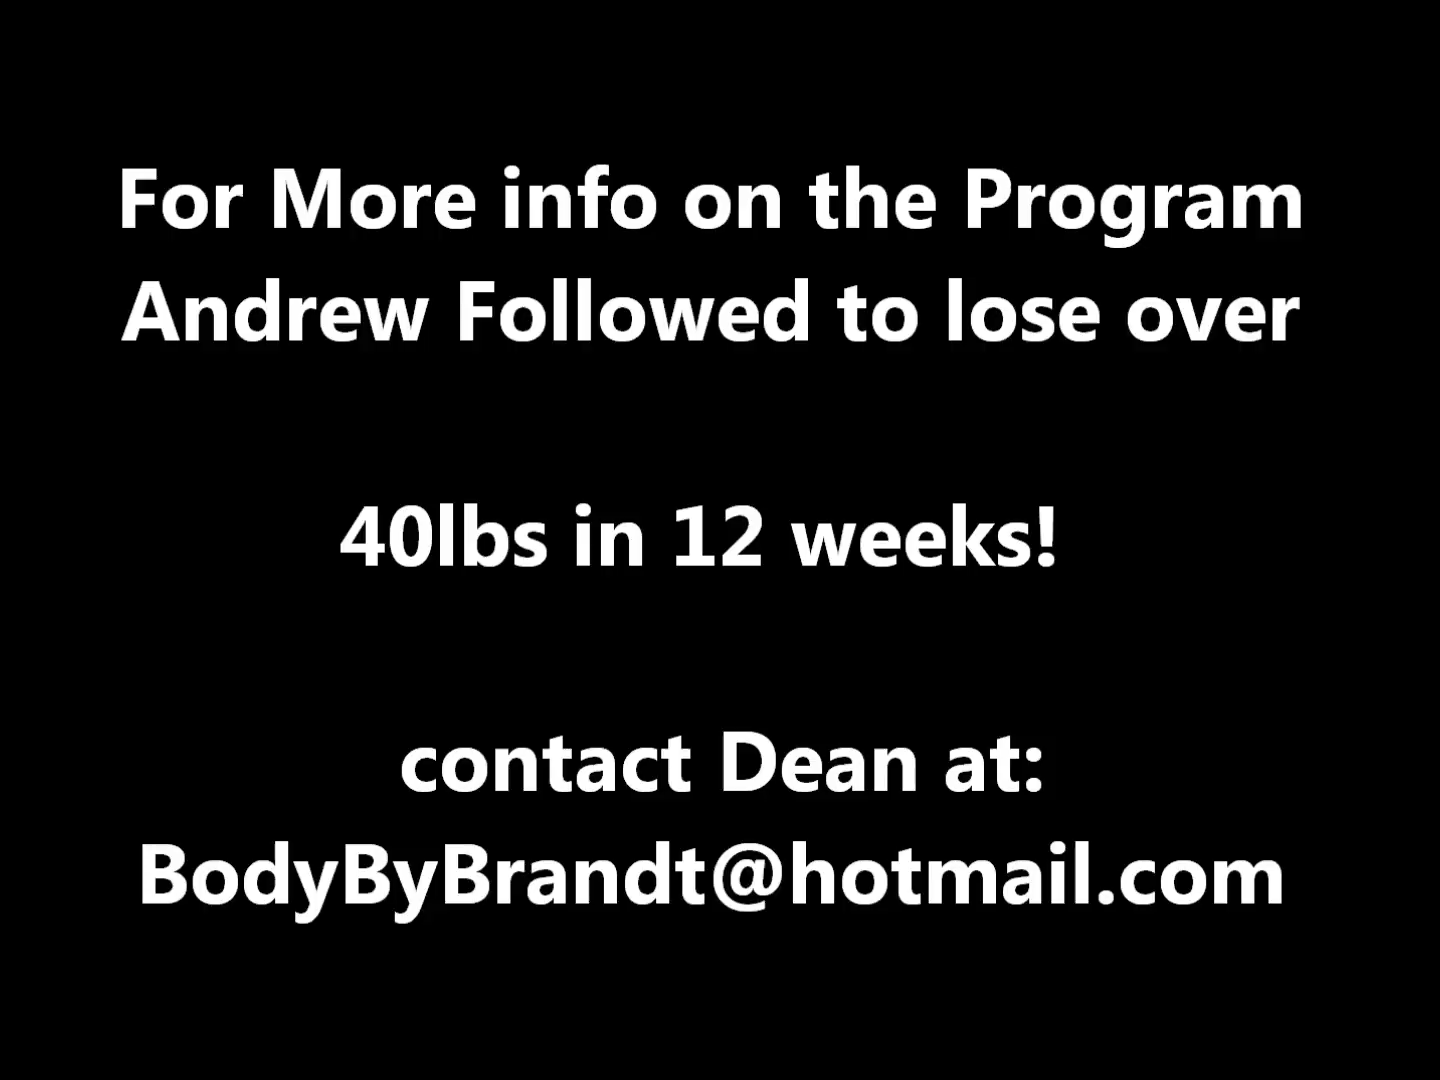 For More info on the Program
Andrew Followed to lose over
40lbs in 12 weeks!
contact Dean at:
BodyByBrandt@hotmail.com